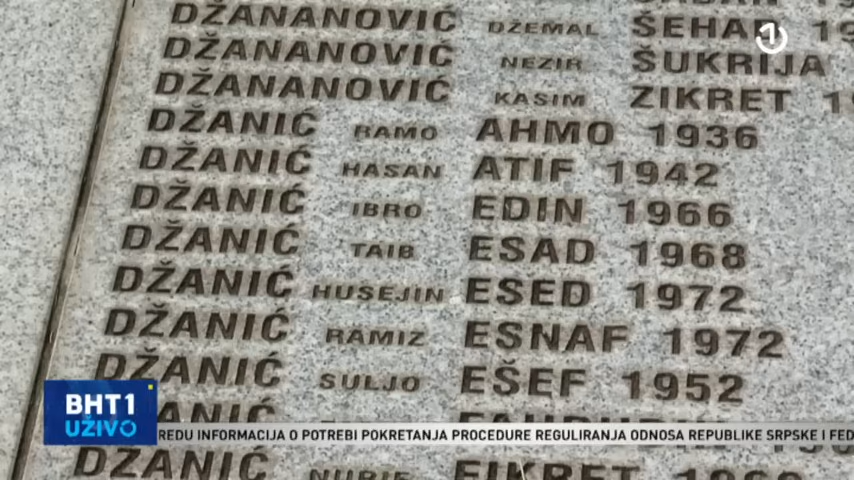 DŽANANOVIĆ DŽEMAL
DŽANANOVIĆ NEZIR ŠUKRIJA
DŽANANOVIĆ KASIM ZIKRET
DŽANIĆ RAMO AHMO 1936
DŽANIĆ HASAN ATIF 1942
DŽANIĆ IBRO EDIN 1966
DŽANIĆ TAIB ESAD 1968
DŽANIĆ HUSEJIN ESED 1972
DŽANIĆ RAMIZ ESNAF 1972
DŽANIĆ SULJO EŠEF 1952
DŽANIĆ FIKRET
BHT1
UŽIVO
REDU INFORMACIJA O POTREBI POKRETANJA PROCEDURE REGULIRANJA ODNOSA REPUBLIKE SRPSKE I FED
1